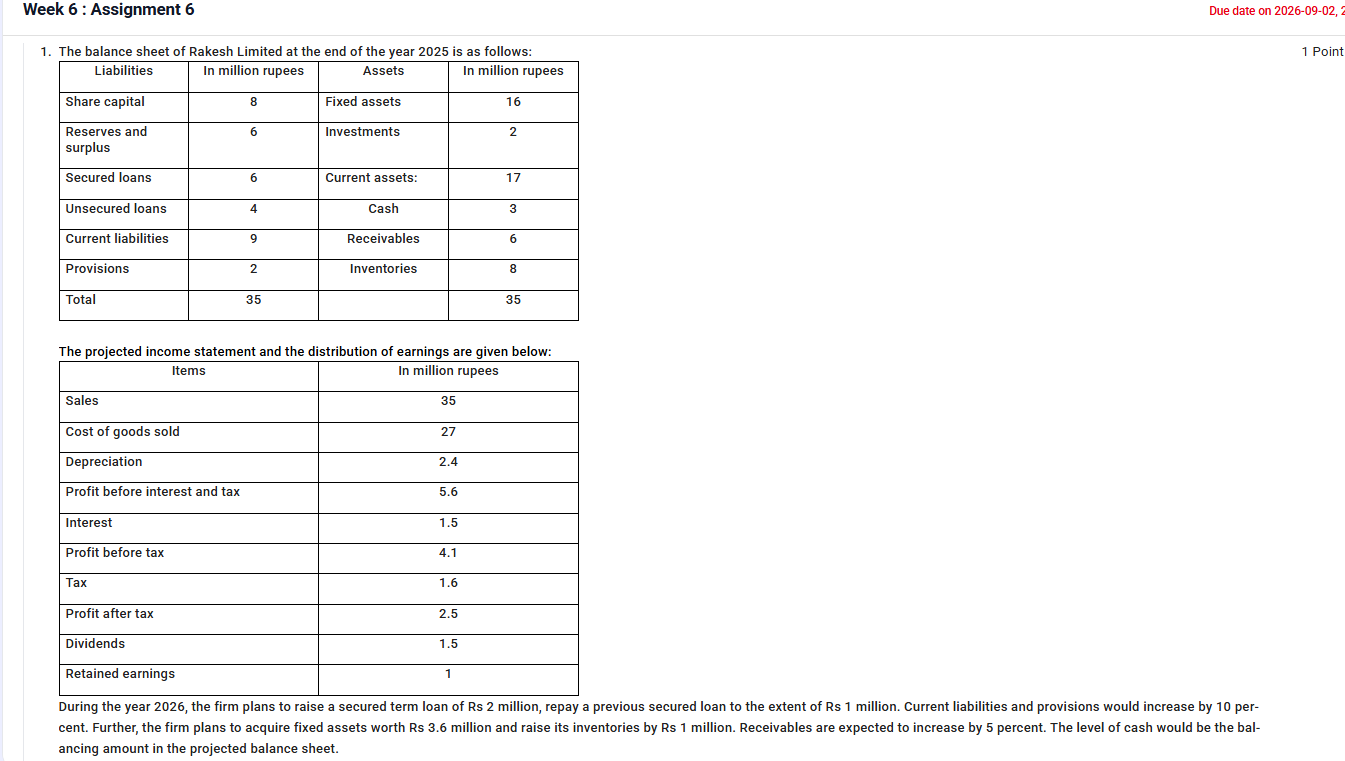 Week 6 : Assignment 6
Due date on 2026-09-02, 2
1. The balance sheet of Rakesh Limited at the end of the year 2025 is as follows:
1 Point
Liabilities In million rupees Assets In million rupees
Share capital 8 Fixed assets 16
Reserves and 6 Investments 2
surplus
Secured loans 6 Current assets: 17
Unsecured loans 4 Cash 3
Current liabilities 9 Receivables 6
Provisions 2 Inventories 8
Total 35 35
The projected income statement and the distribution of earnings are given below:
Items In million rupees
Sales 35
Cost of goods sold 27
Depreciation 2.4
Profit before interest and tax 5.6
Interest 1.5
Profit before tax 4.1
Tax 1.6
Profit after tax 2.5
Dividends 1.5
Retained earnings 1
During the year 2026, the firm plans to raise a secured term loan of Rs 2 million, repay a previous secured loan to the extent of Rs 1 million. Current liabilities and provisions would increase by 10 per-
cent. Further, the firm plans to acquire fixed assets worth Rs 3.6 million and raise its inventories by Rs 1 million. Receivables are expected to increase by 5 percent. The level of cash would be the bal-
ancing amount in the projected balance sheet.